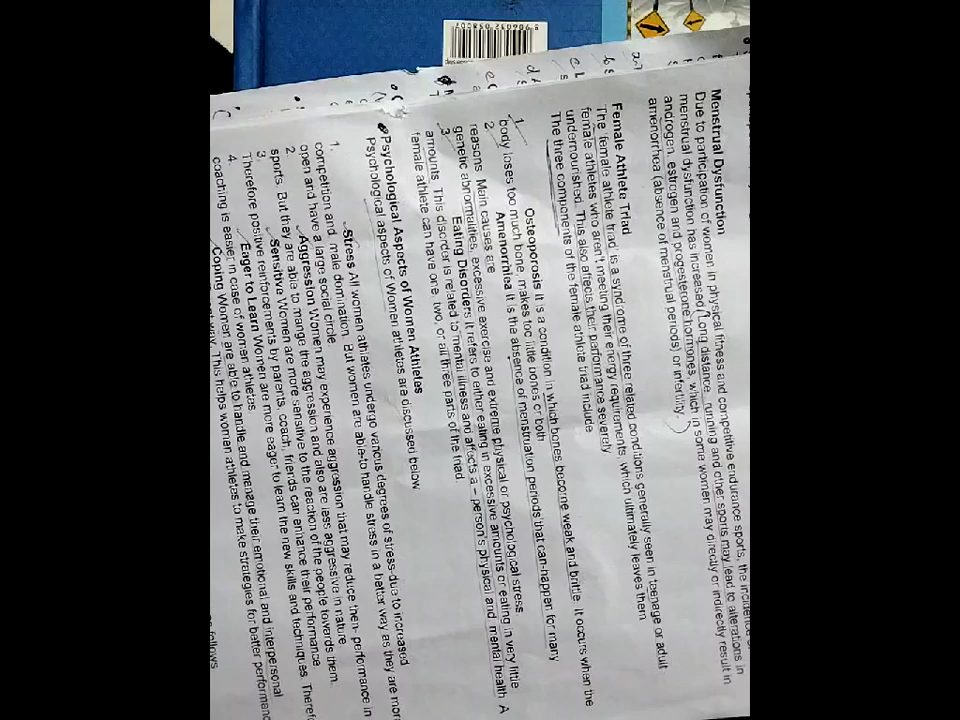 Menstrual Dysfunction
Due to participation of women in physical fitness and competitive endurance sports, the incidence
menstrual dysfunction has increased. Long distance running and other sports may lead to alterations in
androgen, estrogen and progesterone hormones, which in some women may directly or indirectly result in
amenorrhea (absence of menstrual periods) or infertility
Female Athlete Triad
The female athlete triad is a syndrome of three related conditions generally seen in teenage or adult
female athletes who aren't meeting their energy requirements, which ultimately leaves them
undernourished. This also affects their performance severely
The three components of the female athlete triad include
1. Osteoporosis It is a condition in which bones become weak and brittle. It occurs when the
body loses too much bone, makes too little bones or both
2. Amenorrhea It is the absence of menstruation periods that can-happen for many
reasons. Main causes are
genetic abnormalities, excessive exercise and extreme physical or psychological stress
3. Eating Disorders It refers to either eating in excessive amounts or eating in very little
amounts. This disorder is related to mental illness and affects a – person's physical and mental health A
female athlete can have one, two, or all three parts of the triad.
Psychological Aspects of Women Athletes
Psychological aspects of Women athletes are discussed below
1. Stress All women athletes undergo various degrees of stress-due to increased
competition and male domination. But women are able-to handle stress in a better way as they are more
open and have a large social circle
2. Aggression Women may experience aggression that may reduce then- performance in
sports. But they are able to mange the aggression and also are less aggressive in nature
3. Sensitive Women are more sensitive to the reaction of the people towards them.
Therefore positive reinforcements by parents, coach, friends can enhance their performance
4. Eager to Learn Women are more eager to learn the new skills and techniques. Theref
coaching is easier in case of women athletes.
Coping Women are able to handle and manage their emotional and interpersonal
way. This helps women athletes to make strategies for better performanc
follows